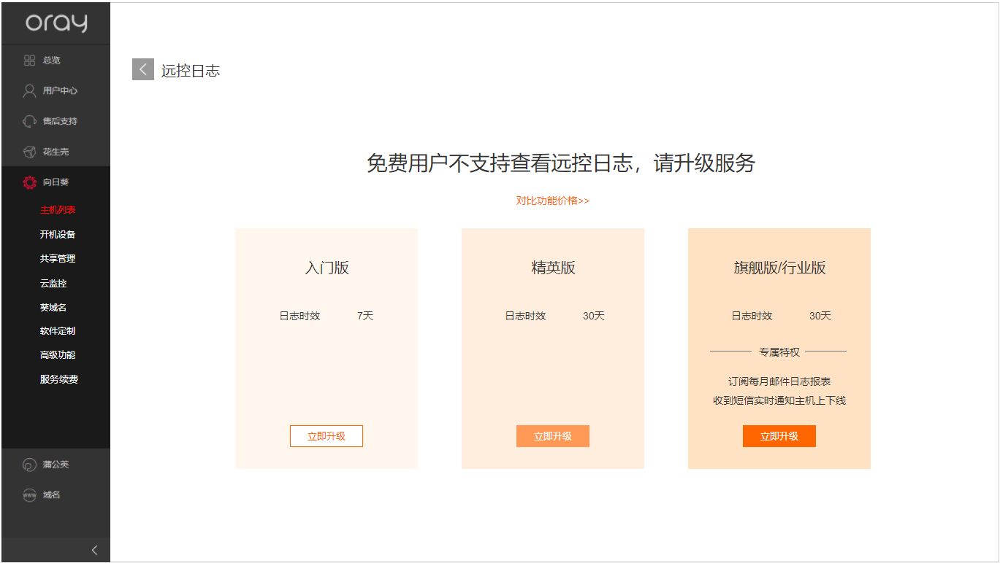 oray
总览
用户中心
售后支持
花生壳
向日葵
主机列表
开机设备
共享管理
云监控
葵域名
软件定制
高级功能
服务续费
蒲公英
www 域名
远控日志
免费用户不支持查看远控日志，请升级服务
对比功能价格>>
入门版
日志时效 7天
立即升级
精英版
日志时效 30天
立即升级
旗舰版/行业版
日志时效 30天
专属特权
订阅每月邮件日志报表
收到短信实时通知主机上下线
立即升级